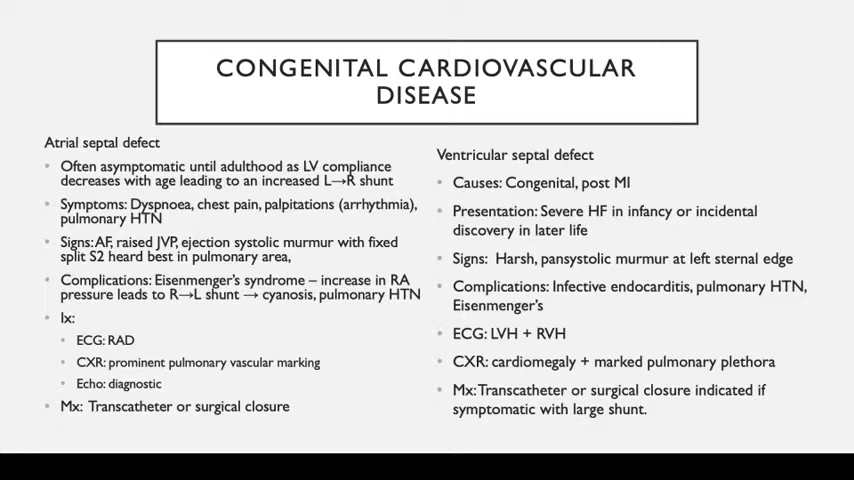 CONGENITAL CARDIOVASCULAR
DISEASE
Atrial septal defect
• Often asymptomatic until adulthood as LV compliance
decreases with age leading to an increased L→R shunt
• Symptoms: Dyspnoea, chest pain, palpitations (arrhythmia),
pulmonary HTN
• Signs: AF, raised JVP, ejection systolic murmur with fixed
split S2 heard best in pulmonary area,
• Complications: Eisenmenger's syndrome – increase in RA
pressure leads to R→L shunt → cyanosis, pulmonary HTN
• Ix:
• ECG: RAD
• CXR: prominent pulmonary vascular marking
• Echo: diagnostic
• Mx: Transcatheter or surgical closure
Ventricular septal defect
• Causes: Congenital, post MI
• Presentation: Severe HF in infancy or incidental
discovery in later life
• Signs: Harsh, pansystolic murmur at left sternal edge
• Complications: Infective endocarditis, pulmonary HTN,
Eisenmenger's
• ECG: LVH + RVH
• CXR: cardiomegaly + marked pulmonary plethora
• Mx: Transcatheter or surgical closure indicated if
symptomatic with large shunt.